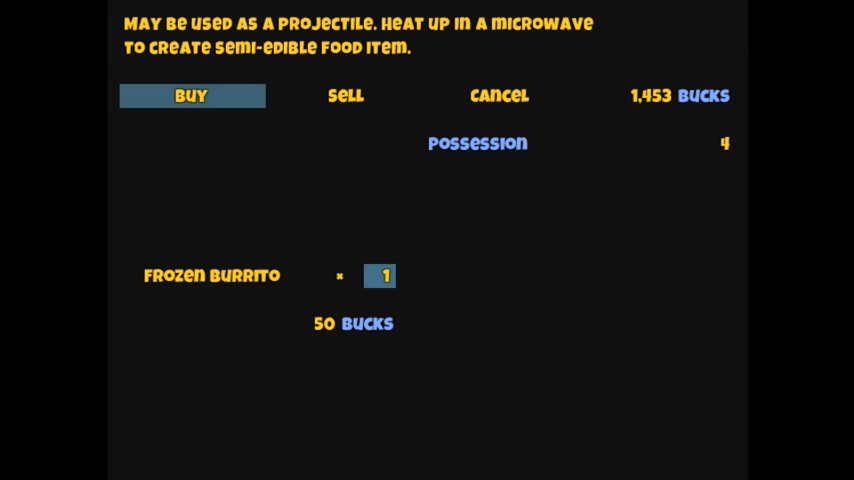 MAY BE USED AS A PROJECTILE. HEAT UP IN A MICROWAVE
TO CREATE SEMI-EDIBLE FOOD ITEM.
BUY SELL CANCEL 1,453 BUCKS
POSSESSION 4
FROZEN BURRITO × 1
50 BUCKS